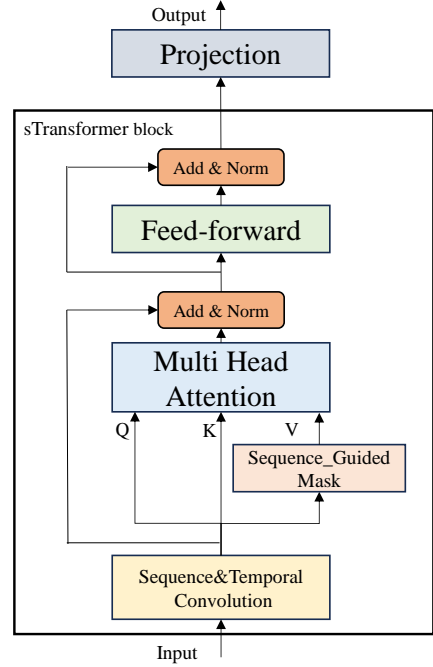 Output
Projection
sTransformer block
Add & Norm
Feed-forward
Add & Norm
Multi Head
Attention
Q K V
Sequence_Guided
Mask
Sequence&Temporal
Convolution
Input